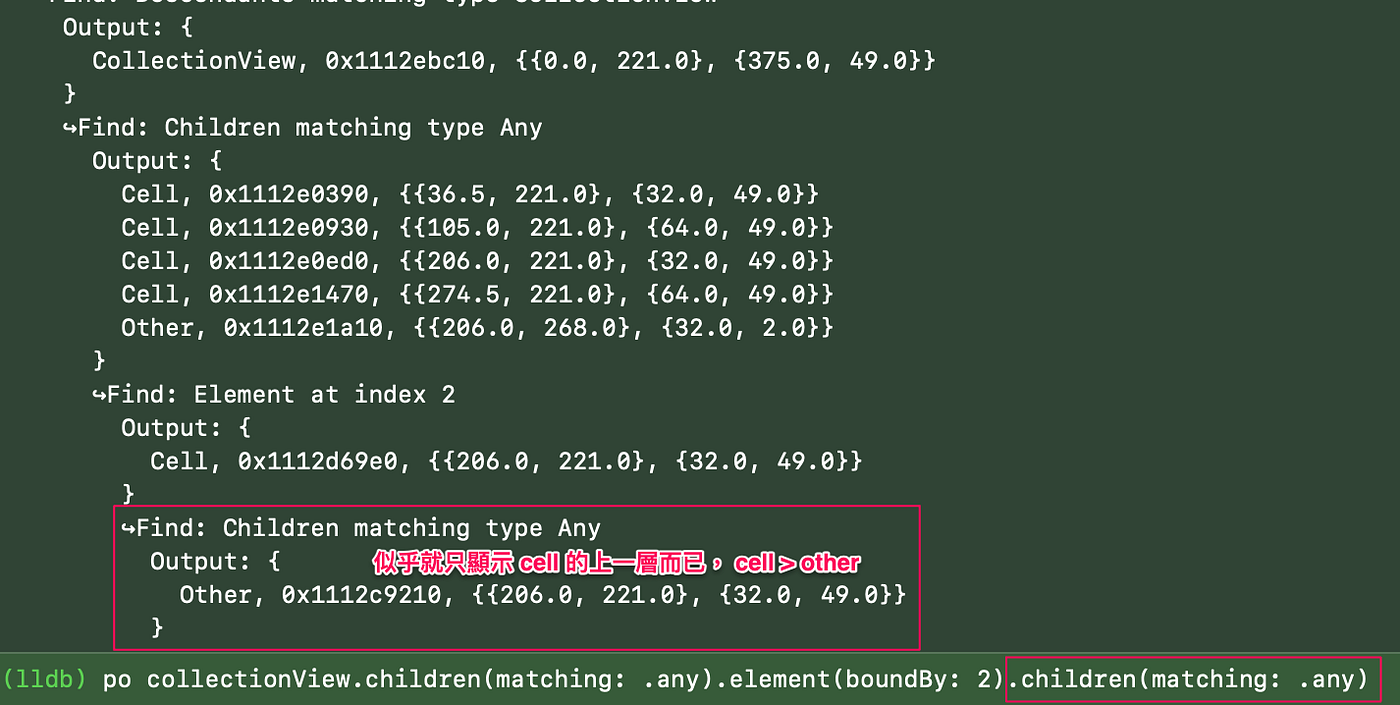 Find: Descendants matching type CollectionView
Output: {
CollectionView, 0x1112ebc10, {{0.0, 221.0}, {375.0, 49.0}}
}
↪Find: Children matching type Any
Output: {
Cell, 0x1112e0390, {{36.5, 221.0}, {32.0, 49.0}}
Cell, 0x1112e0930, {{105.0, 221.0}, {64.0, 49.0}}
Cell, 0x1112e0ed0, {{206.0, 221.0}, {32.0, 49.0}}
Cell, 0x1112e1470, {{274.5, 221.0}, {64.0, 49.0}}
Other, 0x1112e1a10, {{206.0, 268.0}, {32.0, 2.0}}
}
↪Find: Element at index 2
Output: {
Cell, 0x1112d69e0, {{206.0, 221.0}, {32.0, 49.0}}
}
↪Find: Children matching type Any
Output: { 似乎就只顯示 cell 的上一層而已， cell > other
Other, 0x1112c9210, {{206.0, 221.0}, {32.0, 49.0}}
}
(lldb) po collectionView.children(matching: .any).element(boundBy: 2).children(matching: .any)